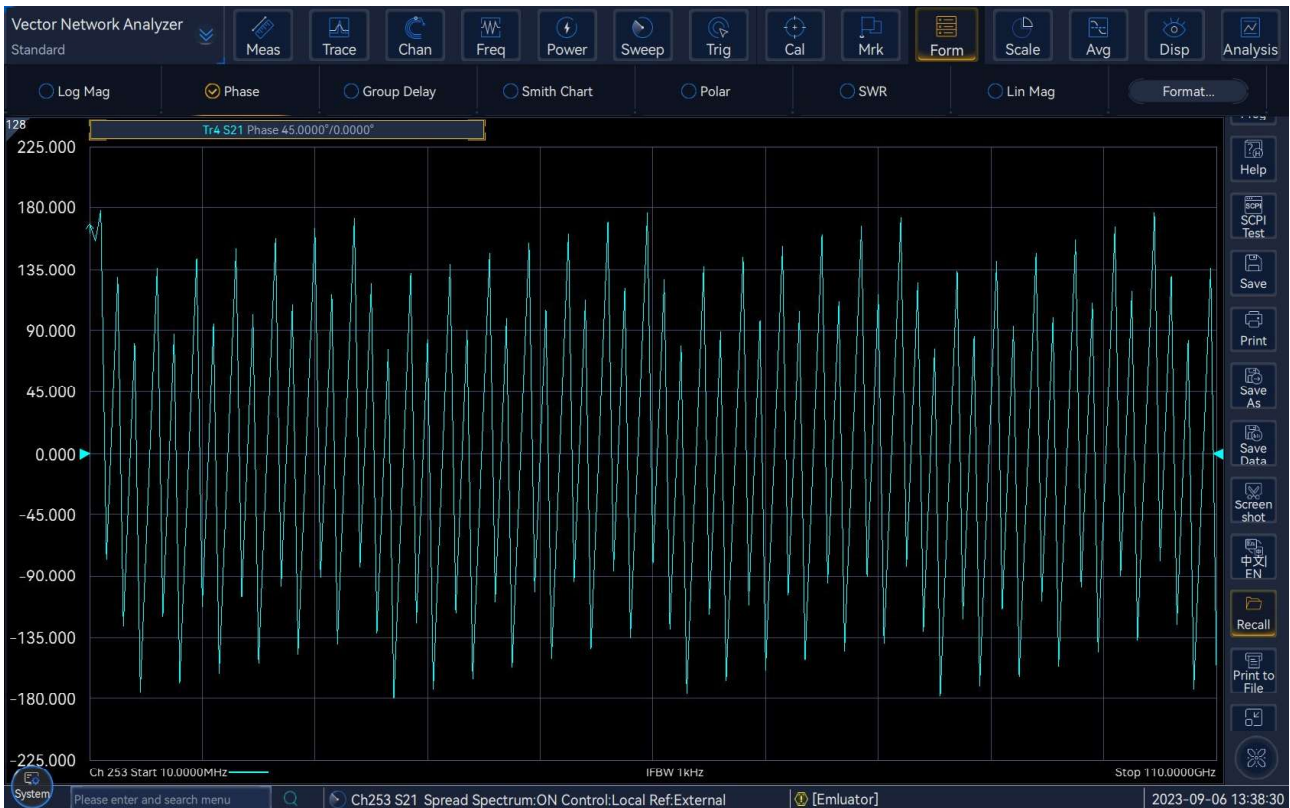 Vector Network Analyzer
Standard
Meas
Trace
Chan
Freq
Power
Sweep
Trig
Cal
Mrk
Form
Scale
Avg
Disp
Analysis
Log Mag
Phase
Group Delay
Smith Chart
Polar
SWR
Lin Mag
Format...
128
Tr4 S21 Phase 45.0000°/0.0000°
225.000
180.000
135.000
90.000
45.000
0.000
-45.000
-90.000
-135.000
-180.000
-225.000
Ch 253 Start 10.0000MHz
IFBW 1kHz
Stop 110.0000GHz
Help
SCPI
SCPI
Test
Save
Print
Save
As
Save
Data
Screen
shot
中文|
EN
Recall
Print to
File
System
Please enter and search menu
Ch253 S21 Spread Spectrum:ON Control:Local Ref:External
[Emluator]
2023-09-06 13:38:30